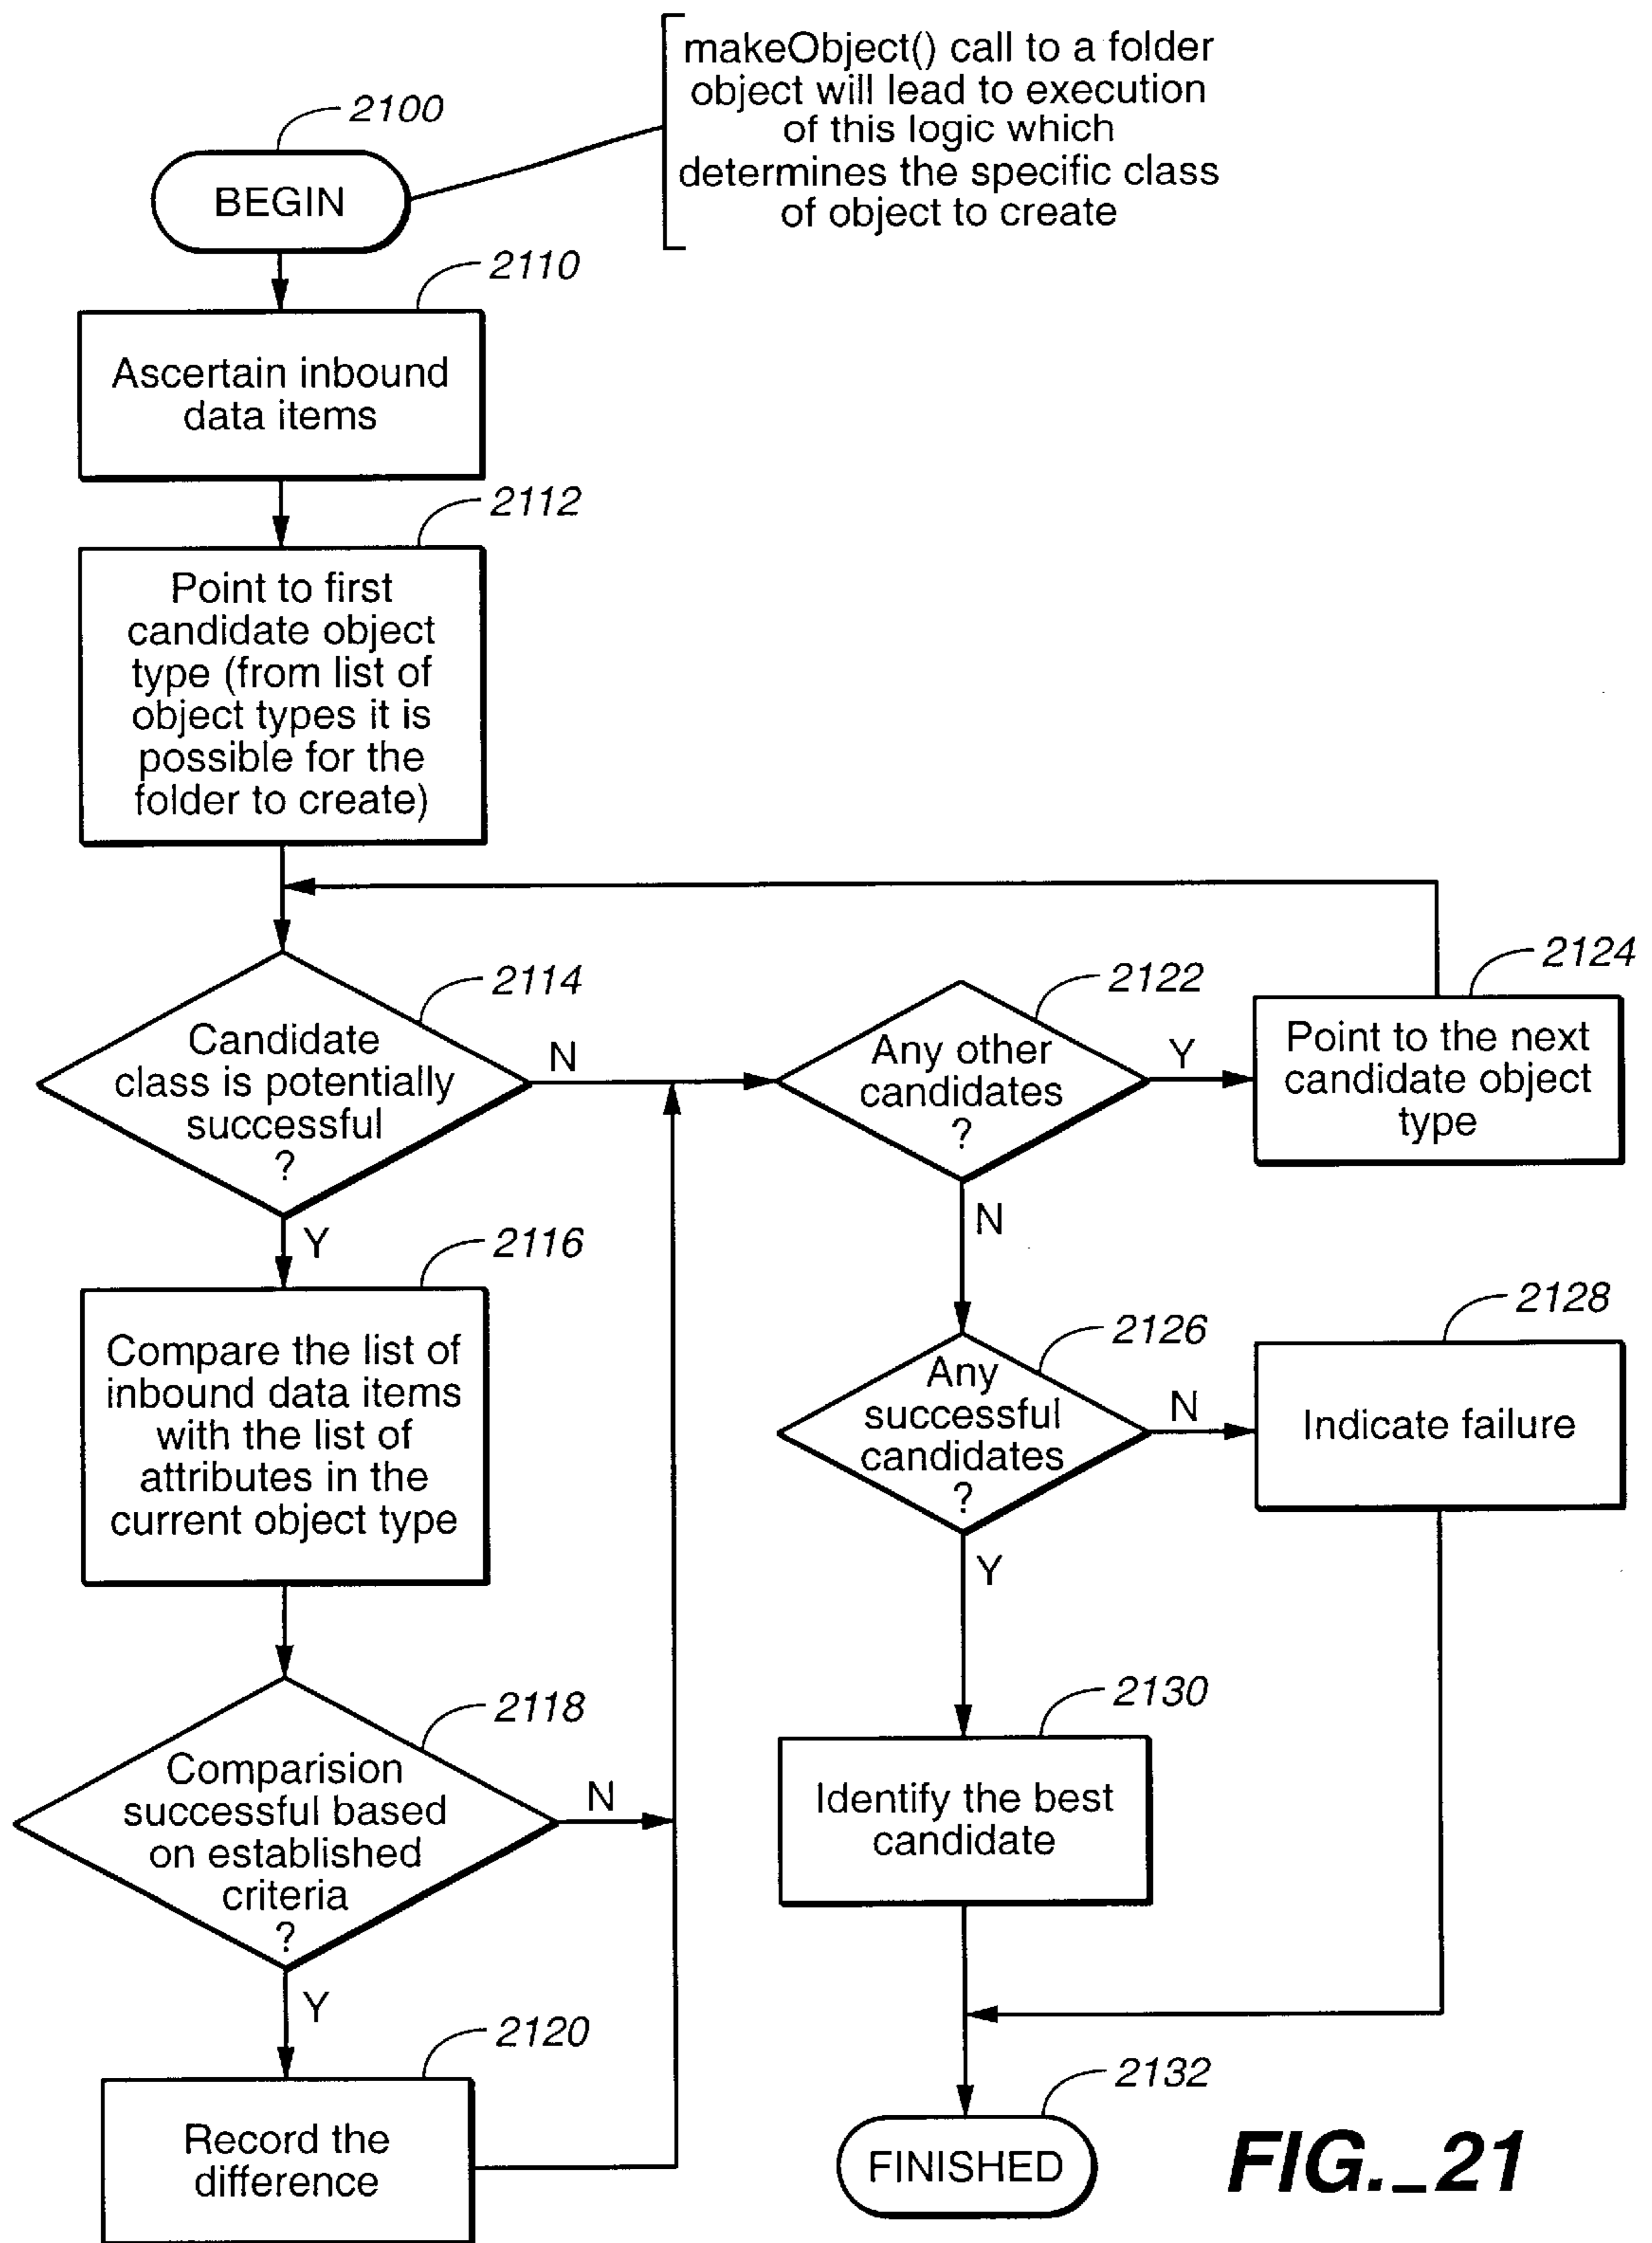 makeObject() call to a folder
object will lead to execution
of this logic which
determines the specific class
of object to create
2100
BEGIN
2110
Ascertain inbound
data items
2112
Point to first
candidate object
type (from list of
object types it is
possible for the
folder to create)
2114
Candidate
class is potentially
successful
?
N
Y
2122
Any other
candidates
?
Y
N
2124
Point to the next
candidate object
type
2116
Compare the list of
inbound data items
with the list of
attributes in the
current object type
2126
Any
successful
candidates
?
N
Y
2128
Indicate failure
2118
Comparision
successful based
on established
criteria
?
N
Y
2130
Identify the best
candidate
2120
Record the
difference
2132
FINISHED
FIG._21